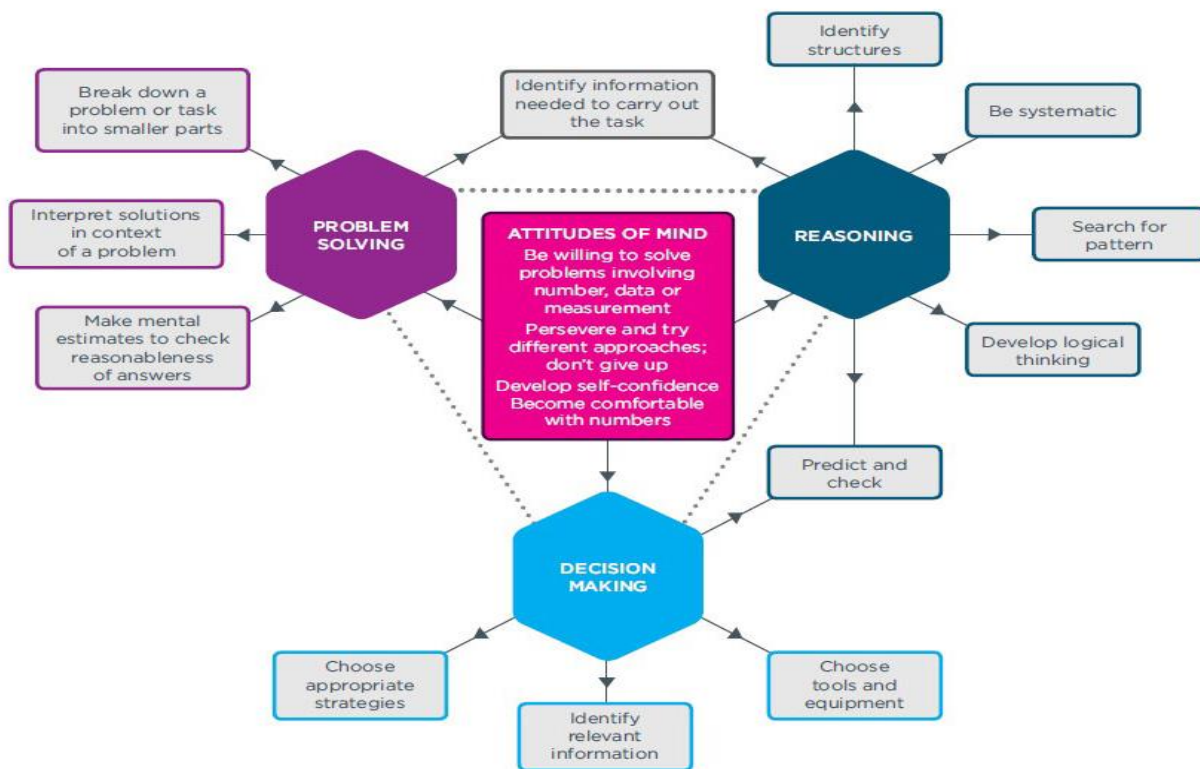 Identify
structures
Break down a
problem or task
into smaller parts
Identify information
needed to carry out
the task
Be systematic
Interpret solutions
in context
of a problem
PROBLEM
SOLVING
ATTITUDES OF MIND
Be willing to solve
problems involving
number, data or
measurement
Persevere and try
different approaches;
don't give up
Develop self-confidence
Become comfortable
with numbers
REASONING
Search for
pattern
Make mental
estimates to check
reasonableness
of answers
Develop logical
thinking
Predict and
check
DECISION
MAKING
Choose
appropriate
strategies
Identify
relevant
information
Choose
tools and
equipment